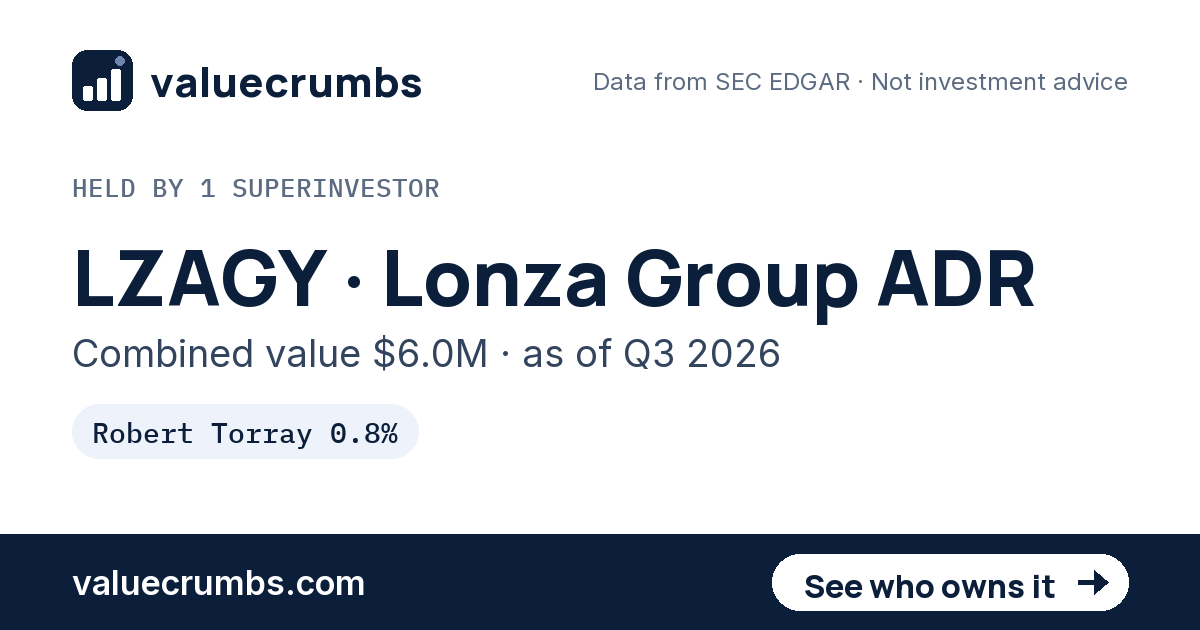 valuecrumbs
Data from SEC EDGAR · Not investment advice
HELD BY 1 SUPERINVESTOR
LZAGY · Lonza Group ADR
Combined value $6.0M · as of Q3 2026
Robert Torray 0.8%
valuecrumbs.com
See who owns it →